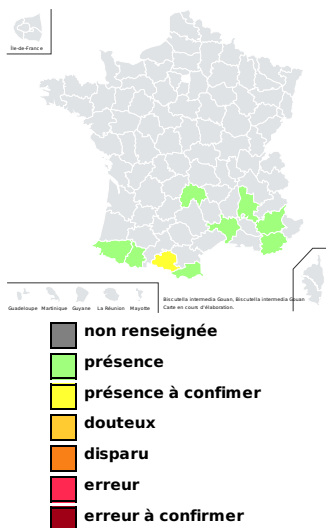 Île-de-France
Biscutella intermedia Gouan, Biscutella intermedia Gouan
Carte en cours d'élaboration.
Guadeloupe Martinique Guyane La Réunion Mayotte
non renseignée
présence
présence à confimer
douteux
disparu
erreur
erreur à confirmer